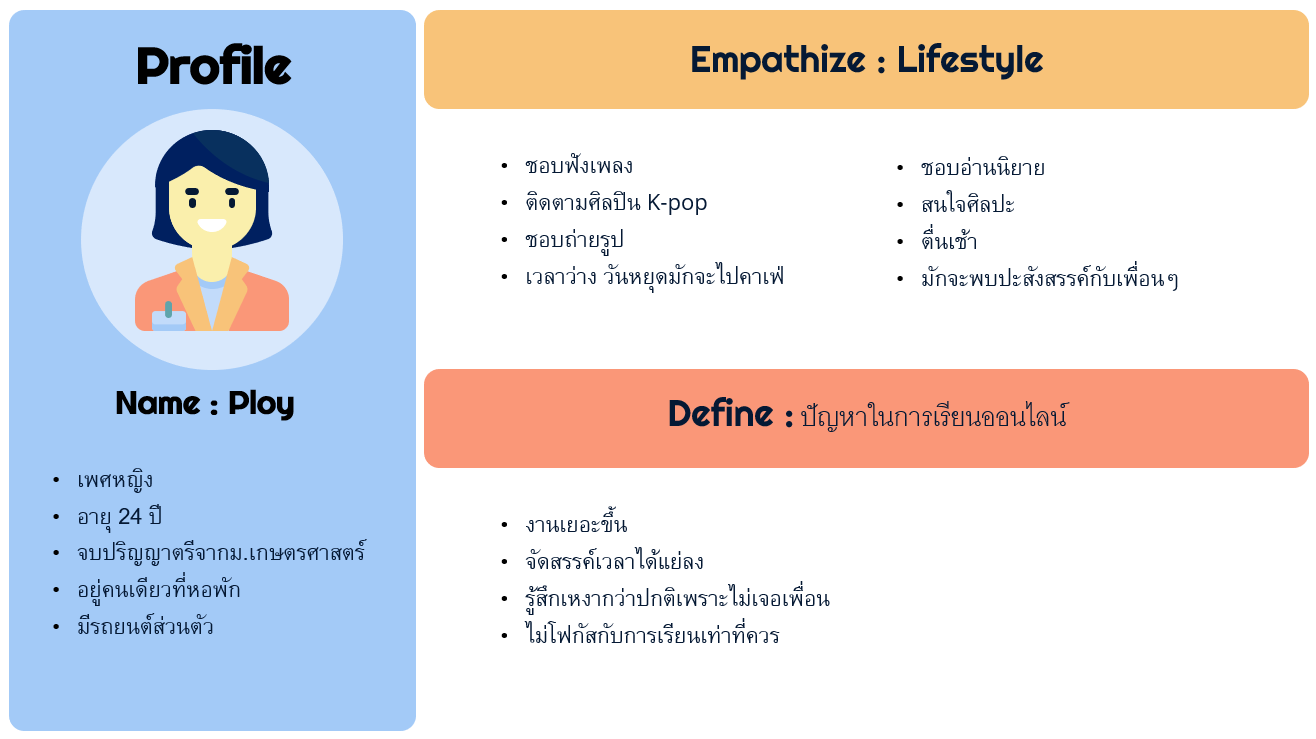 Profile
Name : Ploy
• เพศหญิง
• อายุ 24 ปี
• จบปริญญาตรีจากม.เกษตรศาสตร์
• อยู่คนเดียวที่หอพัก
• มีรถยนต์ส่วนตัว
Empathize : Lifestyle
• ชอบฟังเพลง
• ติดตามศิลปิน K-pop
• ชอบถ่ายรูป
• เวลาว่าง วันหยุดมักจะไปคาเฟ่
• ชอบอ่านนิยาย
• สนใจศิลปะ
• ตื่นเช้า
• มักจะพบปะสังสรรค์กับเพื่อนๆ
Define : ปัญหาในการเรียนออนไลน์
• งานเยอะขึ้น
• จัดสรรค์เวลาได้แย่ลง
• รู้สึกเหงากว่าปกติเพราะไม่เจอเพื่อน
• ไม่โฟกัสกับการเรียนเท่าที่ควร